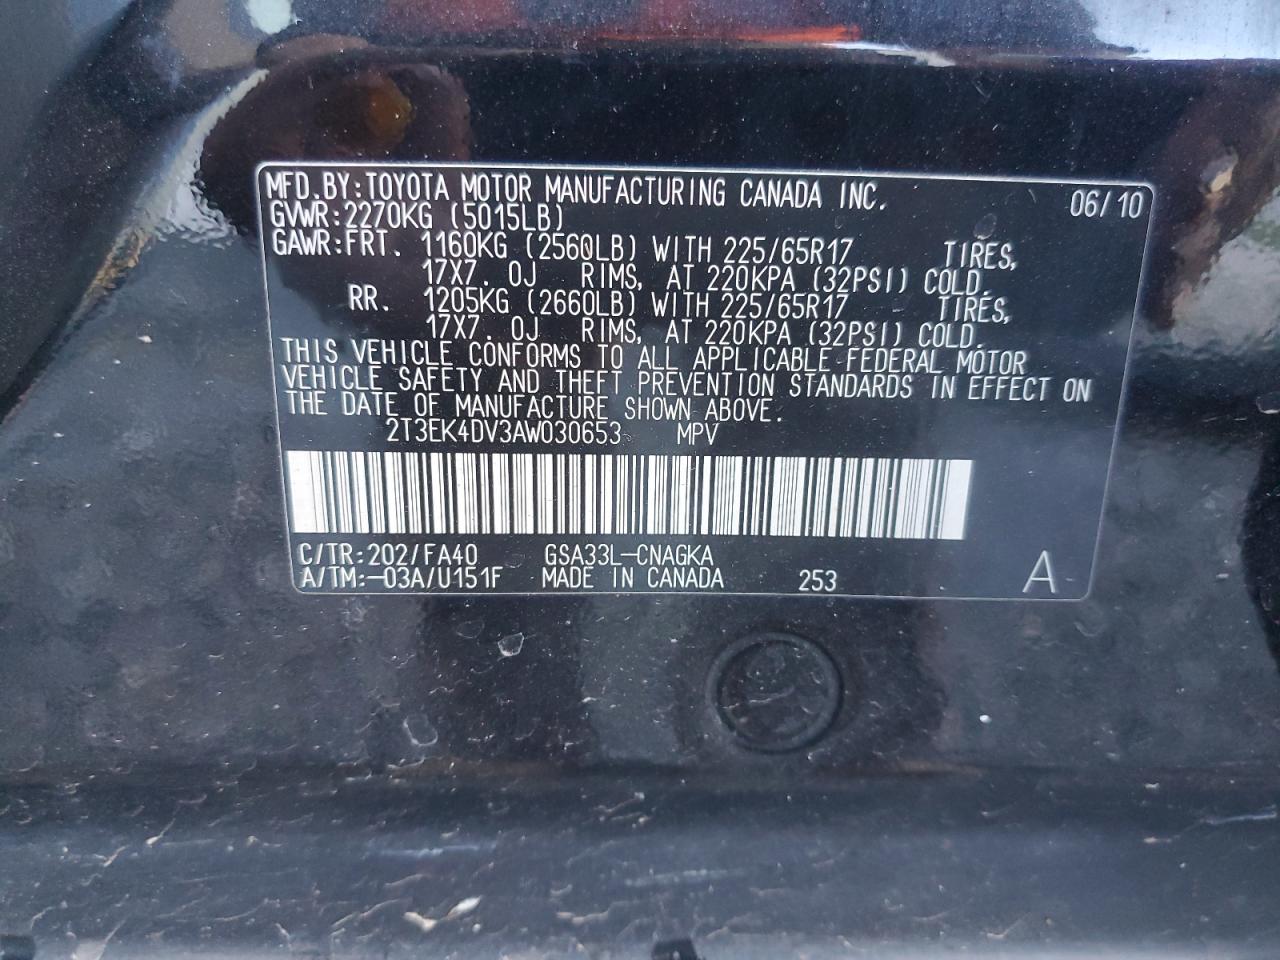 MFD.BY:TOYOTA MOTOR MANUFACTURING CANADA INC. 06/10
GVWR:2270KG (5015LB)
GAWR:FRT. 1160KG (2560LB) WITH 225/65R17 TIRES,
17X7. 0J RIMS, AT 220KPA (32PSI) COLD.
RR. 1205KG (2660LB) WITH 225/65R17 TIRES,
17X7. 0J RIMS, AT 220KPA (32PSI) COLD.
THIS VEHICLE CONFORMS TO ALL APPLICABLE FEDERAL MOTOR
VEHICLE SAFETY AND THEFT PREVENTION STANDARDS IN EFFECT ON
THE DATE OF MANUFACTURE SHOWN ABOVE.
2T3EK4DV3AW030653 MPV
C/TR:202/FA40 GSA33L-CNAGKA
A/TM:-03A/U151F MADE IN CANADA 253 A